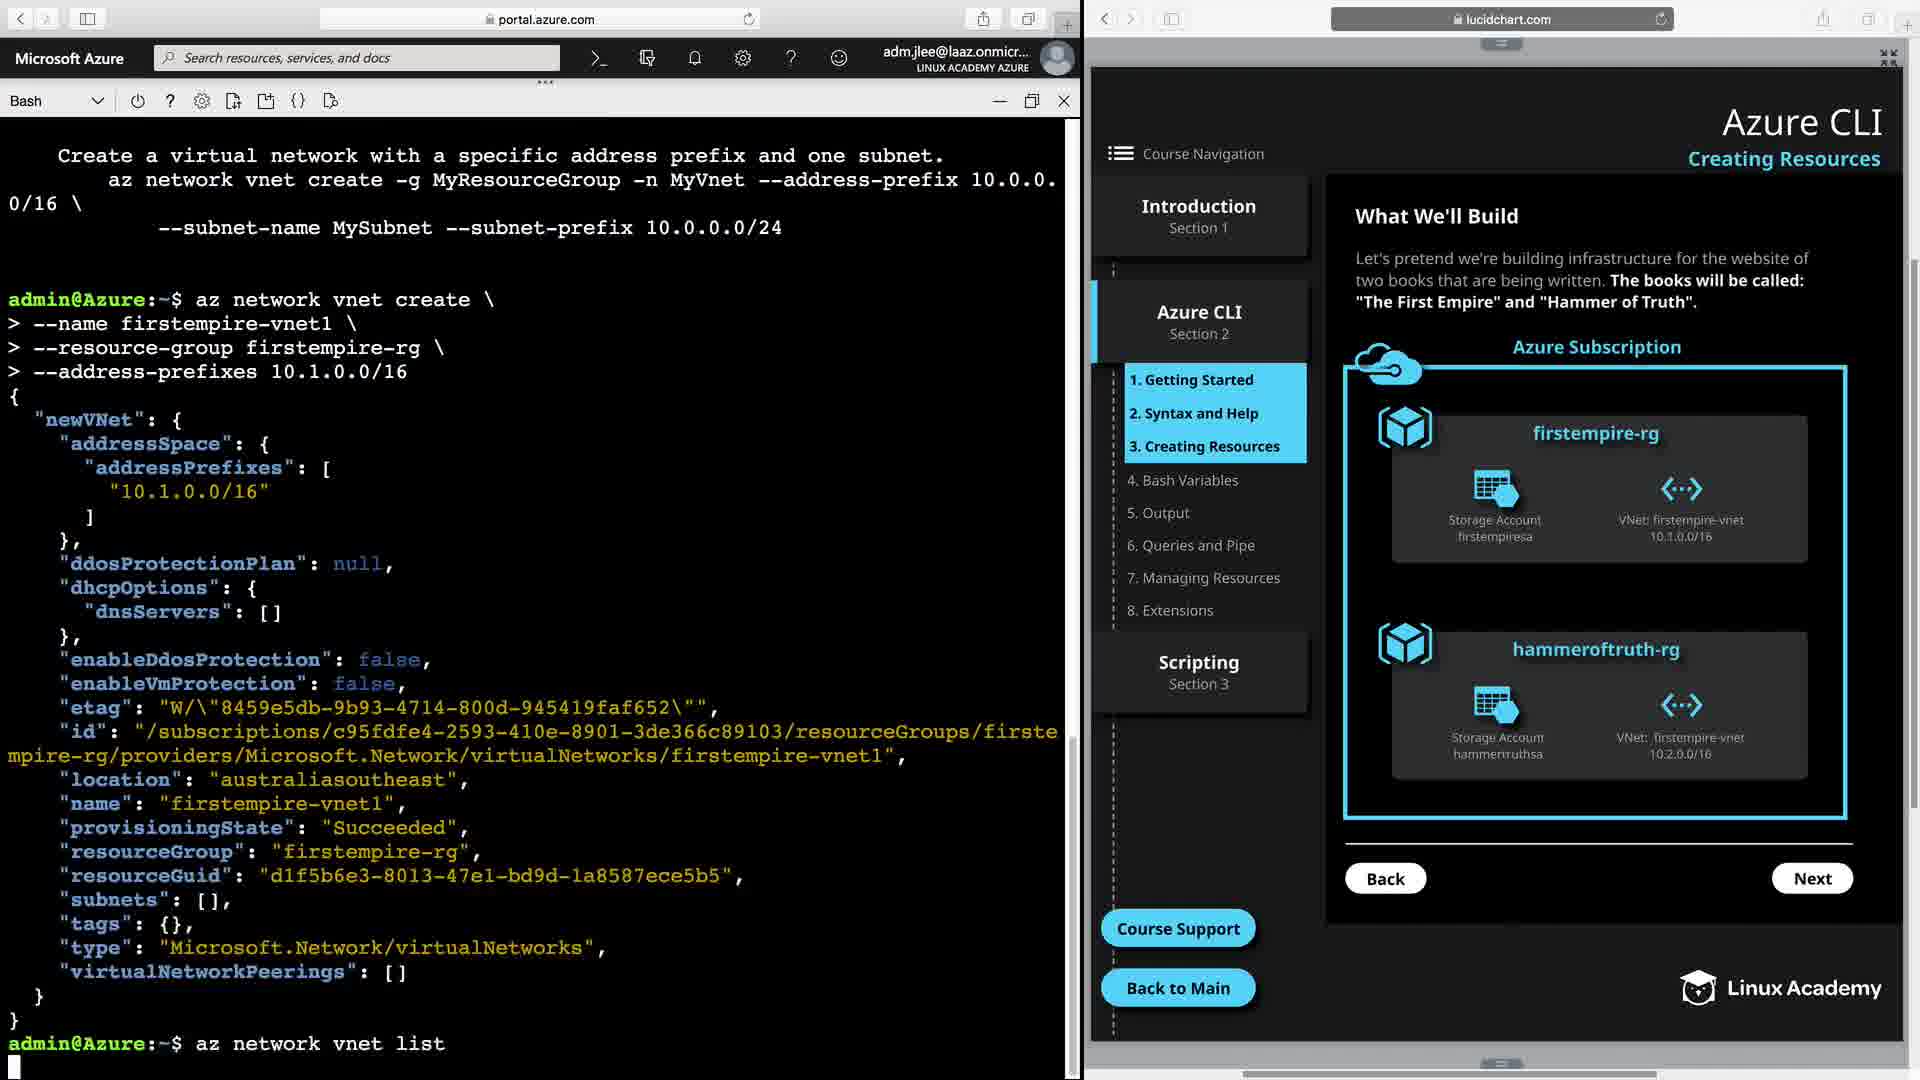 portal.azure.com
Microsoft Azure
Search resources, services, and docs
adm.jlee@laaz.onmicr...
LINUX ACADEMY AZURE
Bash
Create a virtual network with a specific address prefix and one subnet.
az network vnet create -g MyResourceGroup -n MyVnet --address-prefix 10.0.0.
0/16 \
--subnet-name MySubnet --subnet-prefix 10.0.0.0/24
admin@Azure:~$ az network vnet create \
> --name firstempire-vnet1 \
> --resource-group firstempire-rg \
> --address-prefixes 10.1.0.0/16
{
"newVNet": {
"addressSpace": {
"addressPrefixes": [
"10.1.0.0/16"
]
},
"ddosProtectionPlan": null,
"dhcpOptions": {
"dnsServers": []
},
"enableDdosProtection": false,
"enableVmProtection": false,
"etag": "W/\"8459e5db-9b93-4714-800d-945419faf652\"",
"id": "/subscriptions/c95fdfe4-2593-410e-8901-3de366c89103/resourceGroups/firste
mpire-rg/providers/Microsoft.Network/virtualNetworks/firstempire-vnet1",
"location": "australiasoutheast",
"name": "firstempire-vnet1",
"provisioningState": "Succeeded",
"resourceGroup": "firstempire-rg",
"resourceGuid": "d1f5b6e3-8013-47e1-bd9d-1a8587ece5b5",
"subnets": [],
"tags": {},
"type": "Microsoft.Network/virtualNetworks",
"virtualNetworkPeerings": []
}
}
admin@Azure:~$ az network vnet list
lucidchart.com
Azure CLI
Creating Resources
Course Navigation
Introduction
Section 1
Azure CLI
Section 2
1. Getting Started
2. Syntax and Help
3. Creating Resources
4. Bash Variables
5. Output
6. Queries and Pipe
7. Managing Resources
8. Extensions
Scripting
Section 3
Course Support
Back to Main
What We'll Build
Let's pretend we're building infrastructure for the website of
two books that are being written. The books will be called:
"The First Empire" and "Hammer of Truth".
Azure Subscription
firstempire-rg
Storage Account
firstempiresa
VNet: firstempire-vnet
10.1.0.0/16
hammeroftruth-rg
Storage Account
hammerruthsa
VNet: firstempire-vnet
10.2.0.0/16
Back
Next
Linux Academy